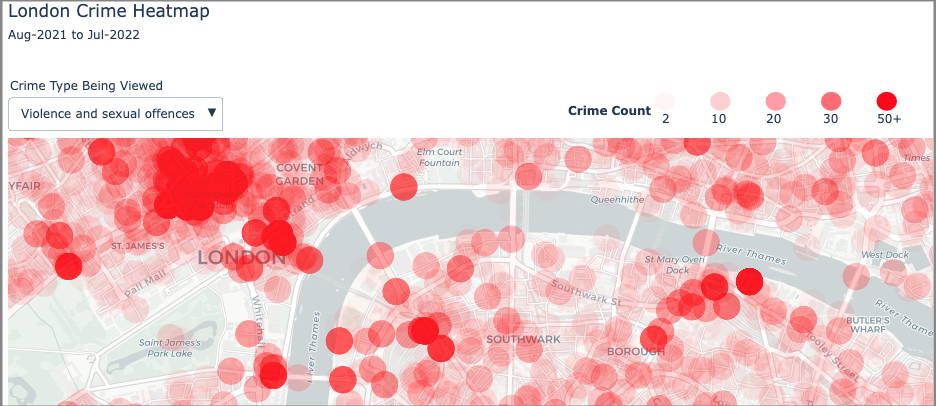 London Crime Heatmap
Aug-2021 to Jul-2022
Crime Type Being Viewed
Violence and sexual offences ▼
Crime Count
2
10
20
30
50+
Elm Court
Fountain
Times
COVENT
GARDEN
YFAIR
Queenhithe
ST. JAMES'S
LONDON
River Thames
West Dock
St Mary Overi
Dock
Pall Mall
Southwark St
River Thame
Whitehall
BUTLER'S
WHARF
Saint James's
Park Lake
River Thames
SOUTHWARK
BOROUGH
ooley Street